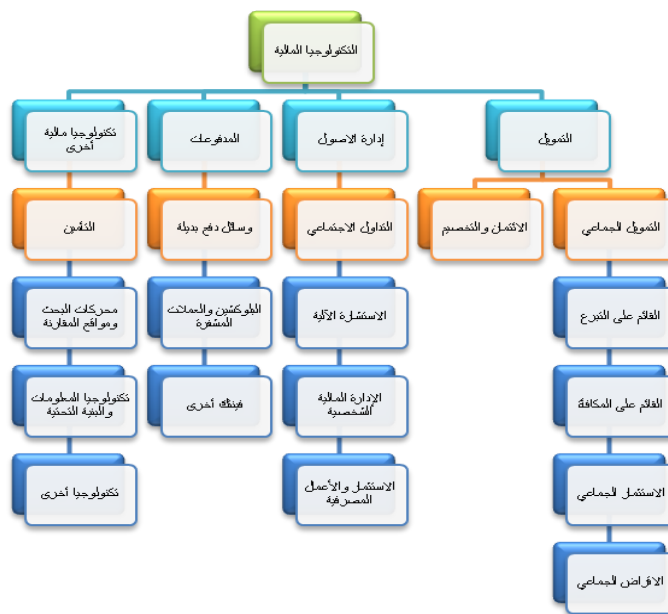 التكنولوجيا المالية
التمويل
إدارة الاصول
المدفوعات
تكنولوجيا مالية
أخرى
التمويل الجماعي
الائتمان والتخصيم
التداول الاجتماعي
وسائل دفع بديلة
التأمين
القائم على التبرع
الاستشارة الآلية
البلوكشين والعملات
المشفرة
محركات البحث
ومواقع المقارنة
القائم على المكافئة
الإدارة المالية
الشخصية
فينتك أخرى
تكنولوجيا المعلومات
والبنية التحتية
الاستثمار الجماعي
الاستثمار والأعمال
المصرفية
تكنولوجيا أخرى
الاقراض الجماعي